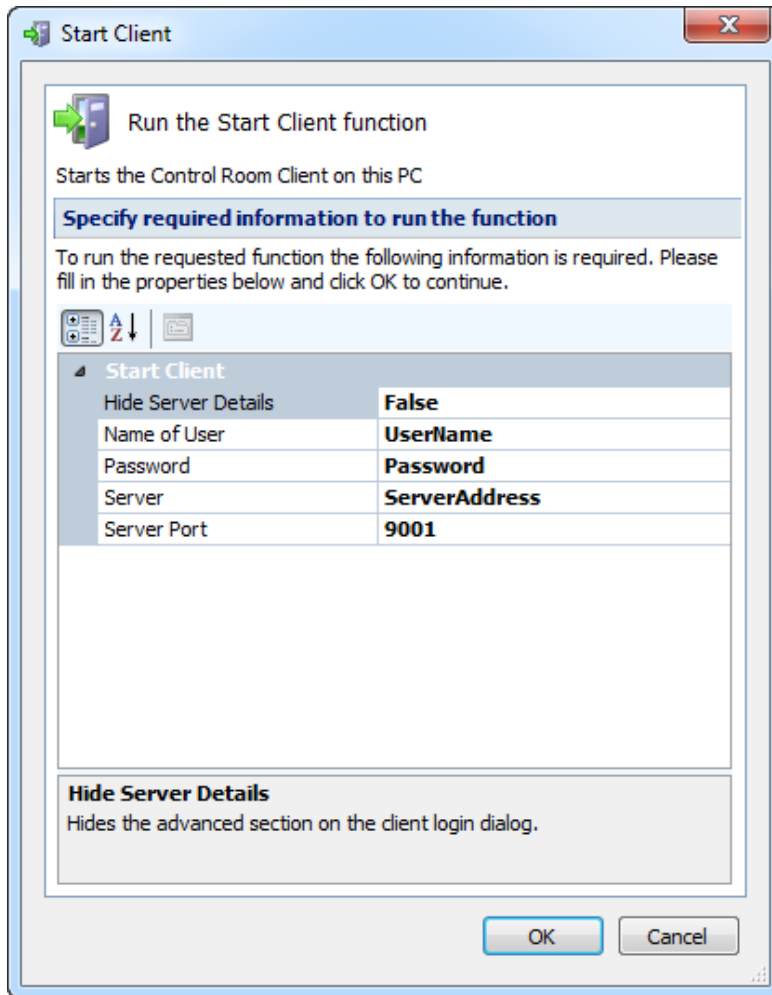 Start Client
Run the Start Client function
Starts the Control Room Client on this PC
Specify required information to run the function
To run the requested function the following information is required. Please
fill in the properties below and click OK to continue.
A
Z
Start Client
Hide Server Details False
Name of User UserName
Password Password
Server ServerAddress
Server Port 9001
Hide Server Details
Hides the advanced section on the client login dialog.
OK Cancel